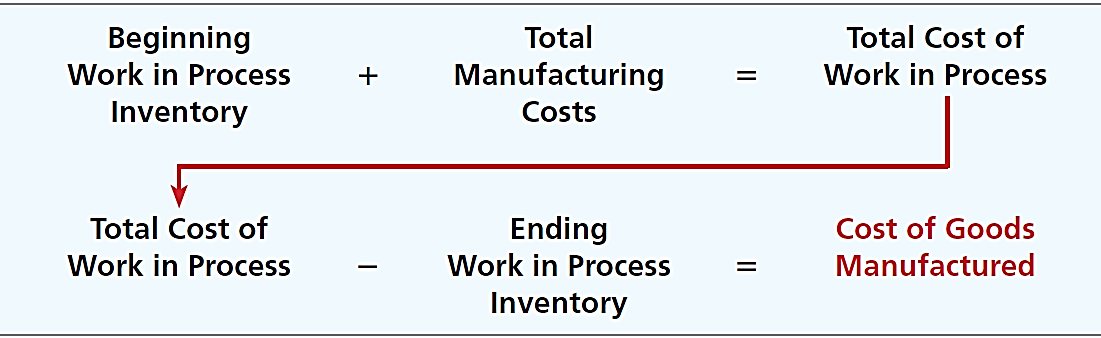 Beginning
Work in Process
Inventory
+
Total
Manufacturing
Costs
=
Total Cost of
Work in Process
Total Cost of
Work in Process
−
Ending
Work in Process
Inventory
=
Cost of Goods
Manufactured